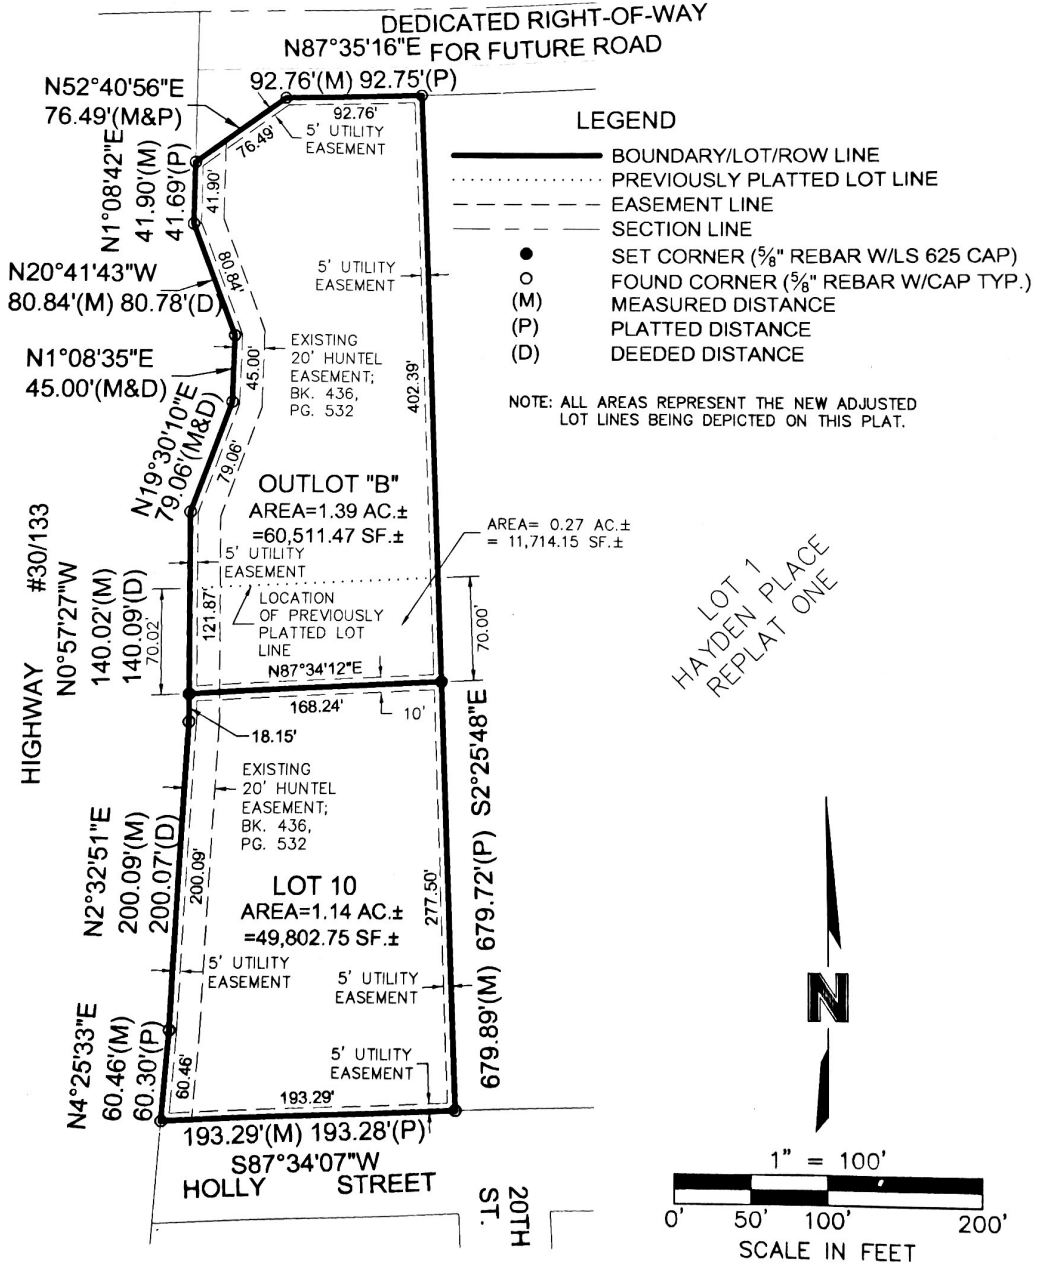 DEDICATED RIGHT-OF-WAY
FOR FUTURE ROAD
N87°35'16"E
92.76'(M) 92.75'(P)
N52°40'56"E
76.49'(M&P)
92.76'
76.49'
5' UTILITY
EASEMENT
N1°08'42"E
41.90'(M)
41.69'(P)
41.90'
N20°41'43"W
80.84'(M) 80.78'(D)
80.84'
5' UTILITY
EASEMENT
N1°08'35"E
45.00'(M&D)
45.00'
EXISTING
20' HUNTEL
EASEMENT;
BK. 436,
PG. 532
402.39'
N19°30'10"E
79.06'(M&D)
79.06'
OUTLOT "B"
AREA=1.39 AC.±
=60,511.47 SF.±
AREA= 0.27 AC.±
= 11,714.15 SF.±
5' UTILITY
EASEMENT
HIGHWAY #30/133
N0°57'27"W
140.02'(M)
140.09'(D)
70.02'
121.87'
LOCATION
OF PREVIOUSLY
PLATTED LOT
LINE
70.00'
N87°34'12"E
168.24'
10'
18.15'
EXISTING
20' HUNTEL
EASEMENT;
BK. 436,
PG. 532
N2°32'51"E
200.09'(M)
200.07'(D)
200.09'
LOT 10
AREA=1.14 AC.±
=49,802.75 SF.±
277.50'
679.89'(M) 679.72'(P) S2°25'48"E
5' UTILITY
EASEMENT
5' UTILITY
EASEMENT
N4°25'33"E
60.46'(M)
60.30'(P)
60.46'
5' UTILITY
EASEMENT
193.29'
193.29'(M) 193.28'(P)
S87°34'07"W
HOLLY STREET
20TH
ST.
LEGEND
BOUNDARY/LOT/ROW LINE
PREVIOUSLY PLATTED LOT LINE
EASEMENT LINE
SECTION LINE
SET CORNER (⅝" REBAR W/LS 625 CAP)
FOUND CORNER (⅝" REBAR W/CAP TYP.)
(M) MEASURED DISTANCE
(P) PLATTED DISTANCE
(D) DEEDED DISTANCE
NOTE: ALL AREAS REPRESENT THE NEW ADJUSTED
LOT LINES BEING DEPICTED ON THIS PLAT.
LOT 1
HAYDEN PLACE
REPLAT ONE
N
1" = 100'
0' 50' 100' 200'
SCALE IN FEET